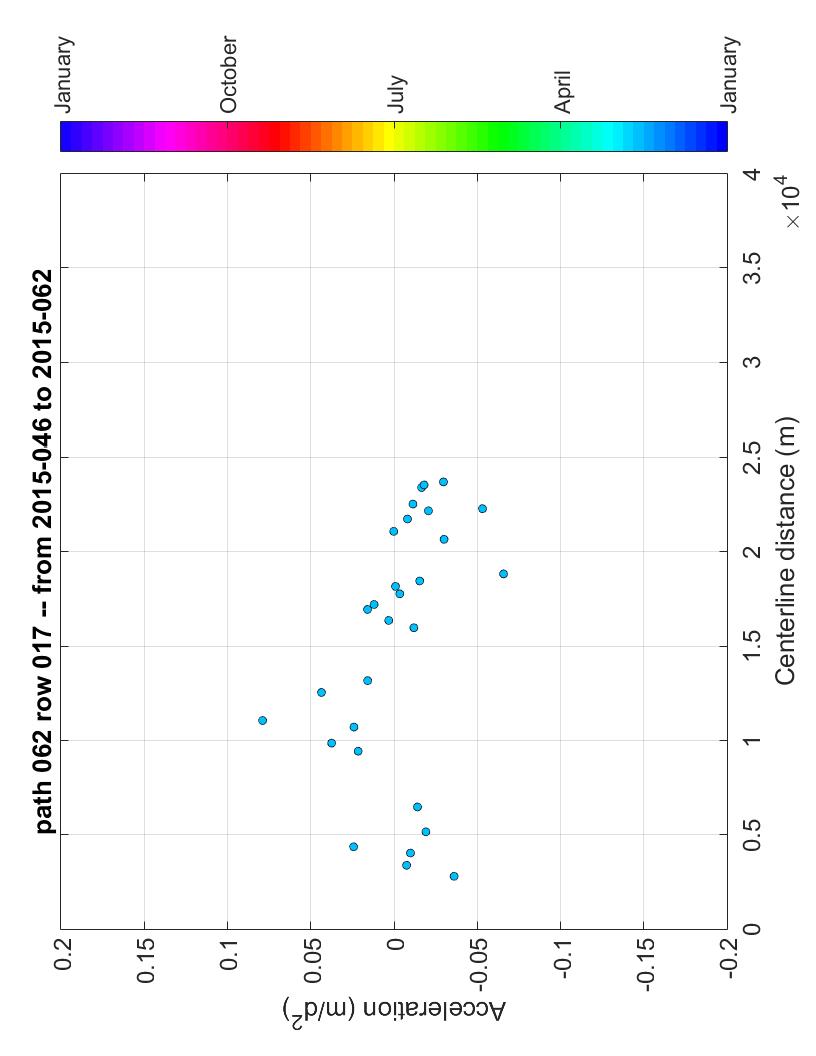 path 062 row 017 -- from 2015-046 to 2015-062
Acceleration (m/d²)
0.2
0.15
0.1
0.05
0
-0.05
-0.1
-0.15
-0.2
0
0.5
1
1.5
2
2.5
3
3.5
4
×10⁴
Centerline distance (m)
January
October
July
April
January